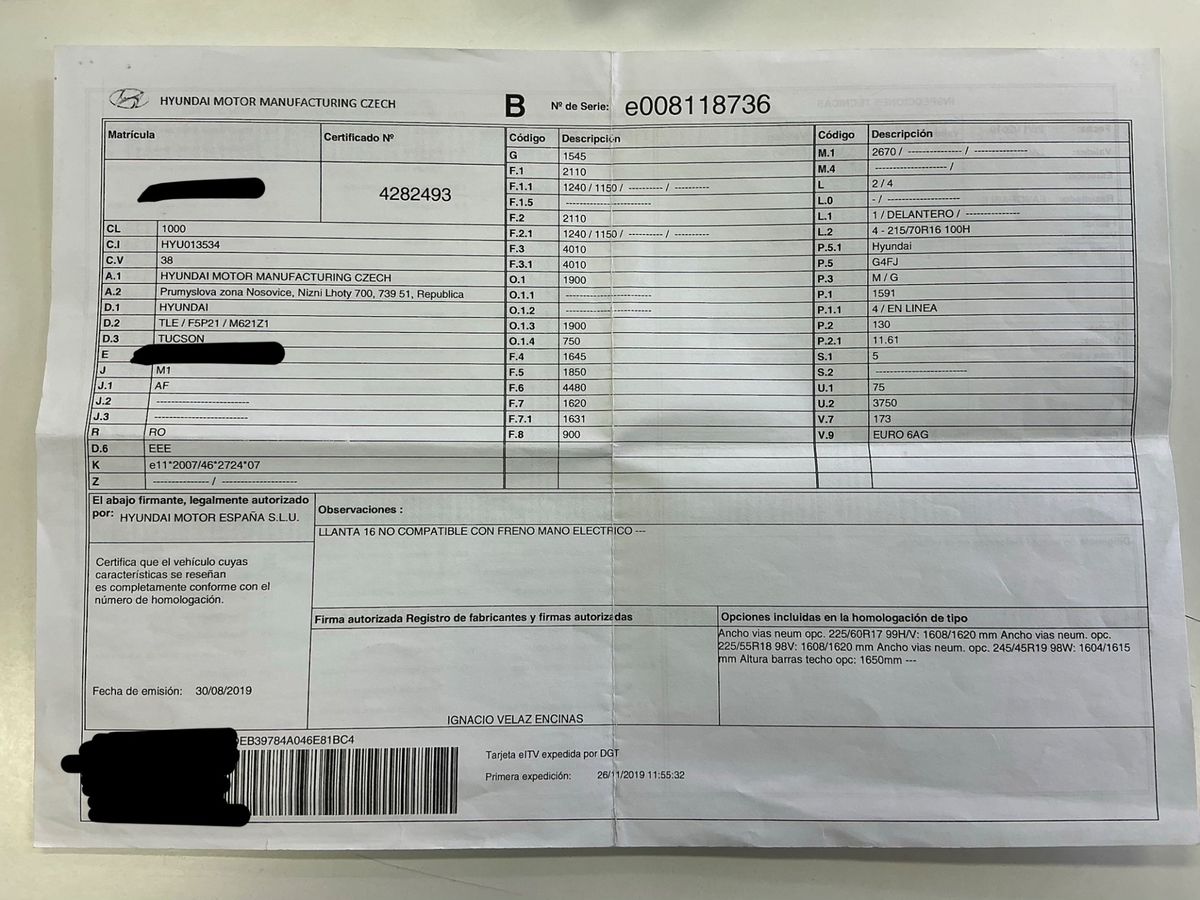 HYUNDAI MOTOR MANUFACTURING CZECH
B Nº de Serie: e008118736
Matrícula
Certificado Nº
4282493
CL 1000
C.I HYU013534
C.V 38
A.1 HYUNDAI MOTOR MANUFACTURING CZECH
A.2 Prumyslova zona Nosovice, Nizni Lhoty 700, 739 51, Republica
D.1 HYUNDAI
D.2 TLE / F5P21 / M621Z1
D.3 TUCSON
E
J M1
J.1 AF
J.2 --------------------
J.3 --------------------
R RO
D.6 EEE
K e11*2007/46*2724*07
Z ------------------ / ------------------
Código Descripción
G 1545
F.1 2110
F.1.1 1240 / 1150 / ---------- / ----------
F.1.5 --------------------
F.2 2110
F.2.1 1240 / 1150 / ---------- / ----------
F.3 4010
F.3.1 4010
O.1 1900
O.1.1 --------------------
O.1.2 --------------------
O.1.3 1900
O.1.4 750
F.4 1645
F.5 1850
F.6 4480
F.7 1620
F.7.1 1631
F.8 900
Código Descripción
M.1 2670 / --------------- / ---------------
M.4 ------------------- /
L 2 / 4
L.0 - / --------------------
L.1 1 / DELANTERO / ---------------
L.2 4 - 215/70R16 100H
P.5.1 Hyundai
P.5 G4FJ
P.3 M / G
P.1 1591
P.1.1 4 / EN LINEA
P.2 130
P.2.1 11.61
S.1 5
S.2 --------------------
U.1 75
U.2 3750
V.7 173
V.9 EURO 6AG
El abajo firmante, legalmente autorizado
por: HYUNDAI MOTOR ESPAÑA S.L.U.
Certifica que el vehículo cuyas
características se reseñan
es completamente conforme con el
número de homologación.
Fecha de emisión: 30/08/2019
Observaciones :
LLANTA 16 NO COMPATIBLE CON FRENO MANO ELECTRICO ---
Firma autorizada Registro de fabricantes y firmas autorizadas
IGNACIO VELAZ ENCINAS
Opciones incluidas en la homologación de tipo
Ancho vias neum opc. 225/60R17 99H/V: 1608/1620 mm Ancho vias neum. opc.
225/55R18 98V: 1608/1620 mm Ancho vias neum. opc. 245/45R19 98W: 1604/1615
mm Altura barras techo opc: 1650mm ---
EB39784A046E81BC4
Tarjeta eITV expedida por DGT
Primera expedición: 26/11/2019 11:55:32